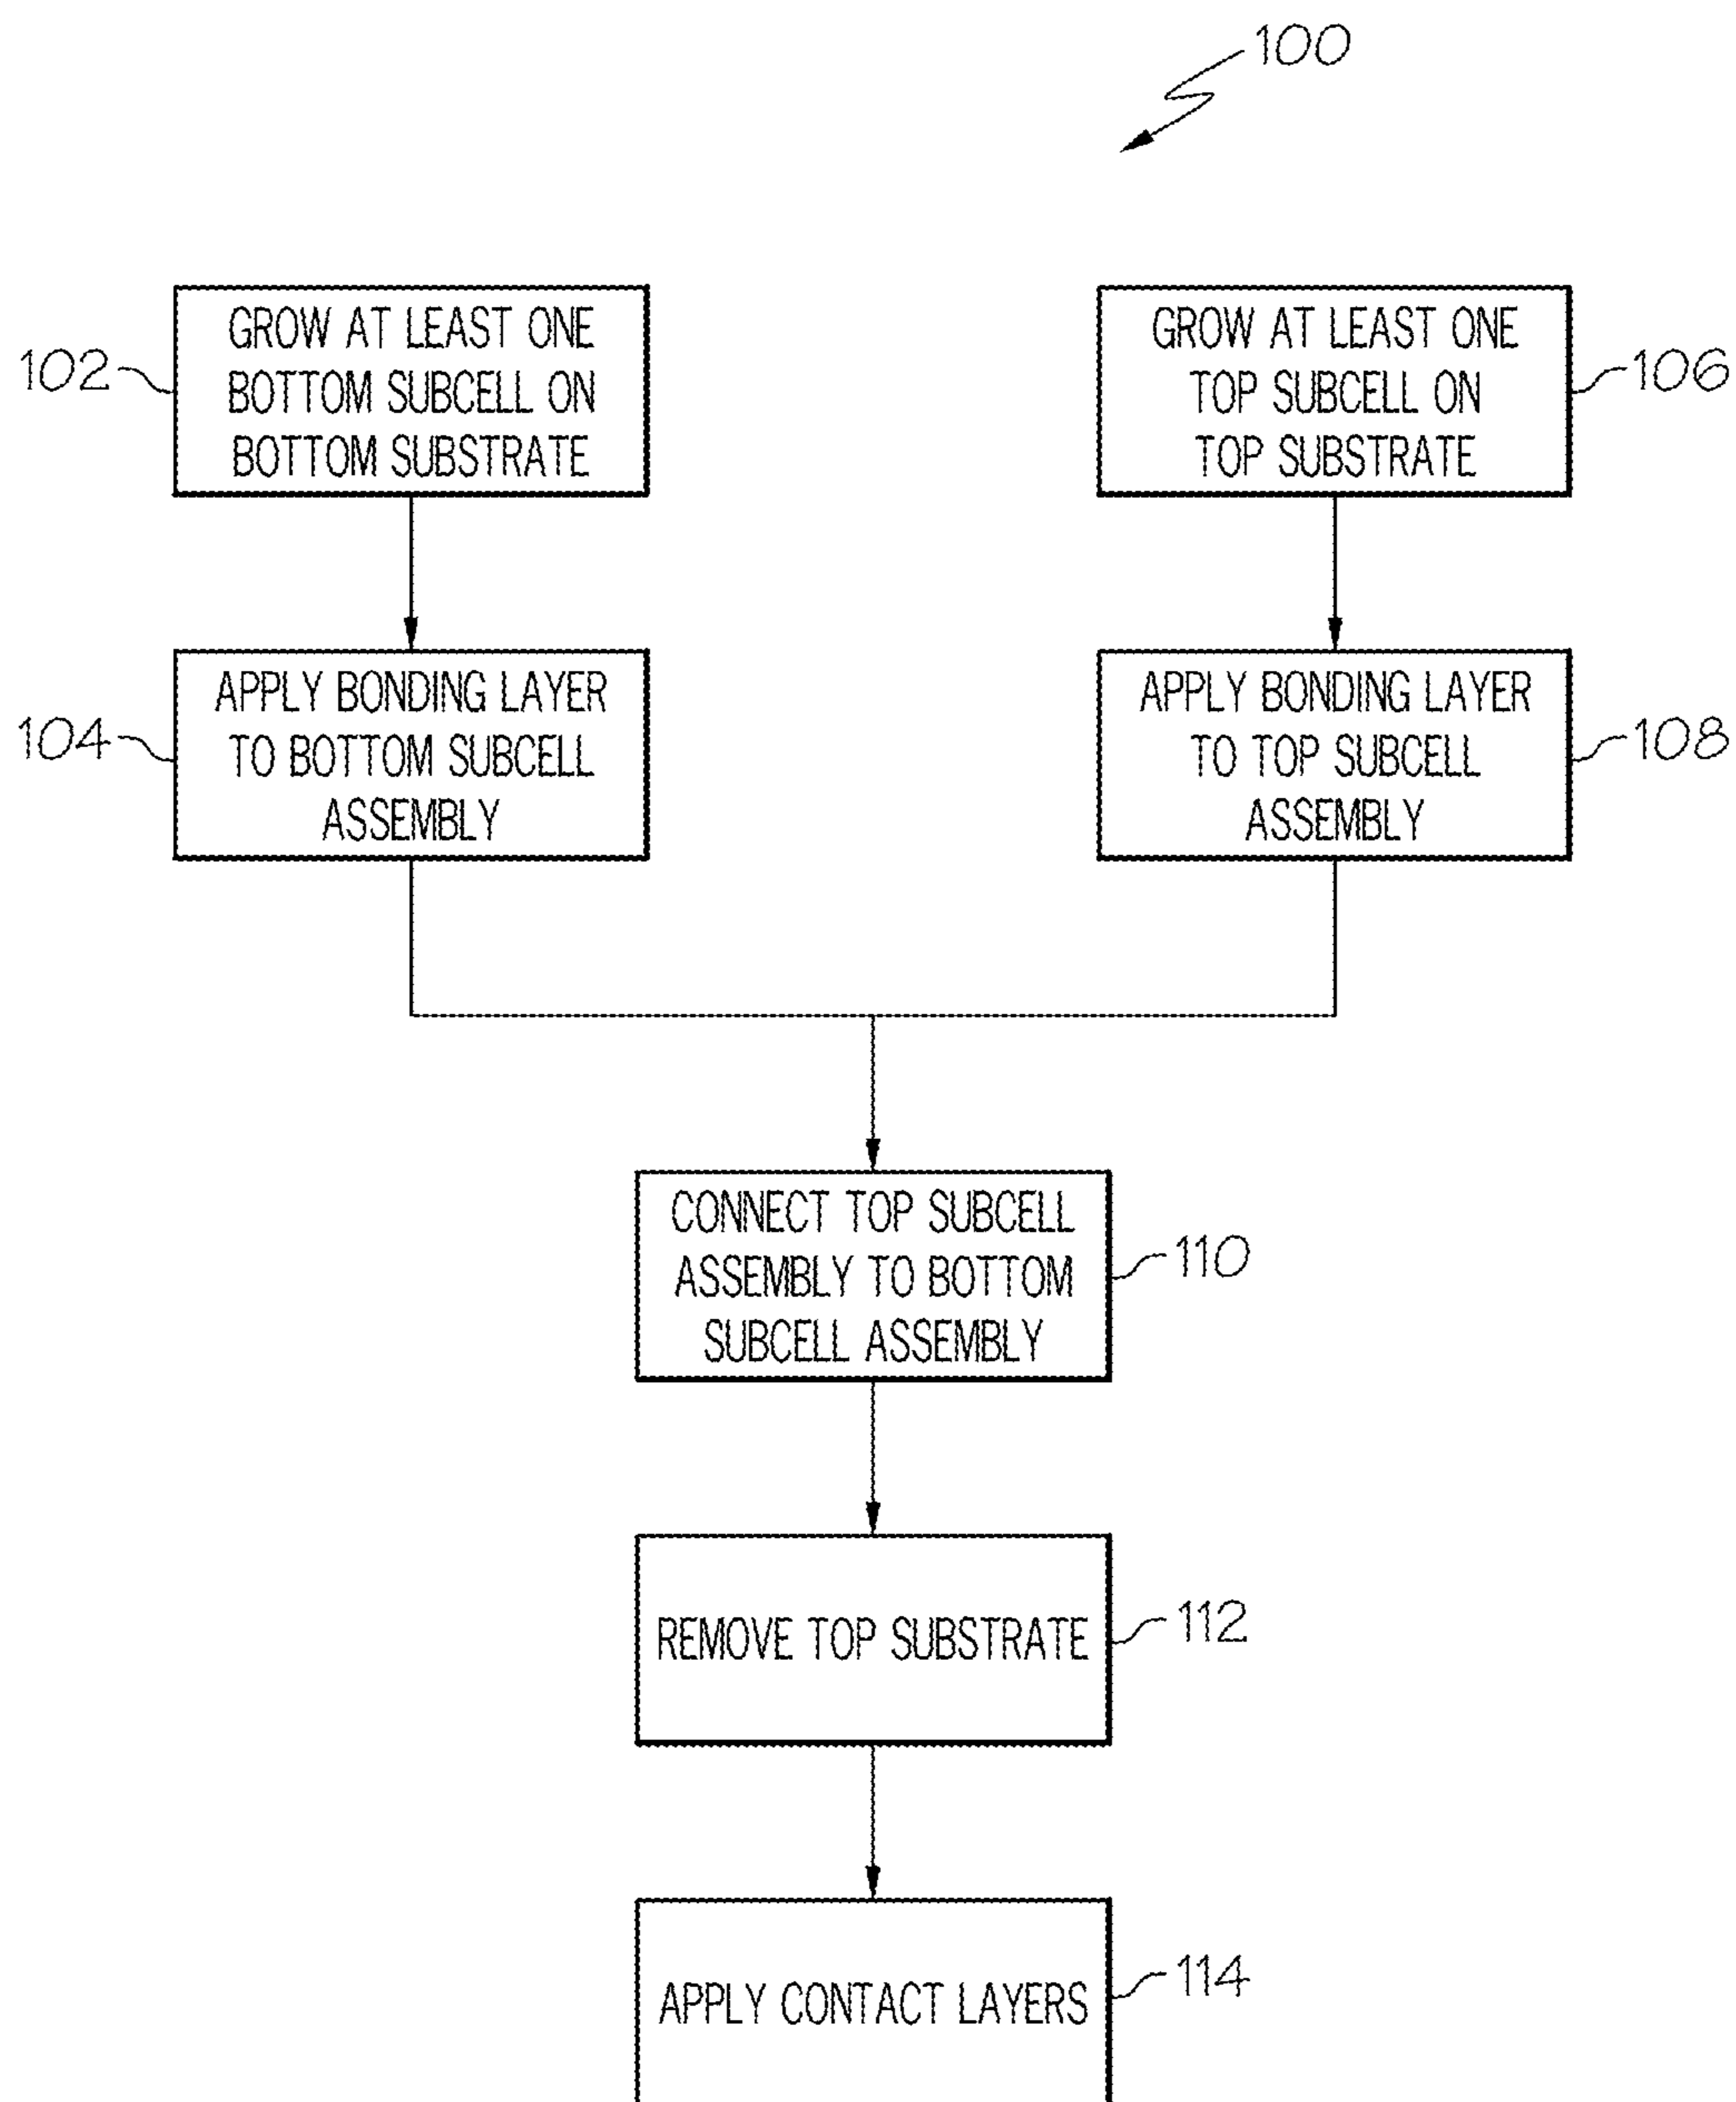 100
102
GROW AT LEAST ONE
BOTTOM SUBCELL ON
BOTTOM SUBSTRATE
GROW AT LEAST ONE
TOP SUBCELL ON
TOP SUBSTRATE
106
104
APPLY BONDING LAYER
TO BOTTOM SUBCELL
ASSEMBLY
APPLY BONDING LAYER
TO TOP SUBCELL
ASSEMBLY
108
CONNECT TOP SUBCELL
ASSEMBLY TO BOTTOM
SUBCELL ASSEMBLY
110
REMOVE TOP SUBSTRATE
112
APPLY CONTACT LAYERS
114